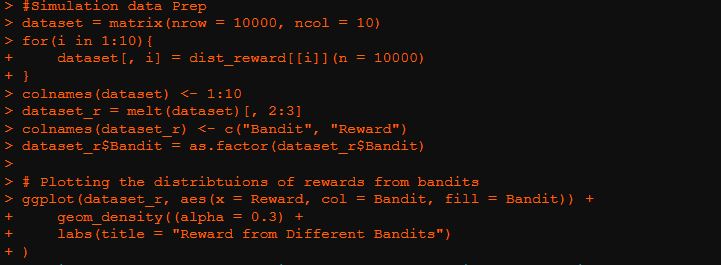 > #Simulation data Prep
> dataset = matrix(nrow = 10000, ncol = 10)
> for(i in 1:10){
+     dataset[, i] = dist_reward[[i]](n = 10000)
+ }
> colnames(dataset) <- 1:10
> dataset_r = melt(dataset)[, 2:3]
> colnames(dataset_r) <- c("Bandit", "Reward")
> dataset_r$Bandit = as.factor(dataset_r$Bandit)
>
> # Plotting the distribtuions of rewards from bandits
> ggplot(dataset_r, aes(x = Reward, col = Bandit, fill = Bandit)) +
+     geom_density((alpha = 0.3) +
+     labs(title = "Reward from Different Bandits")
+ )